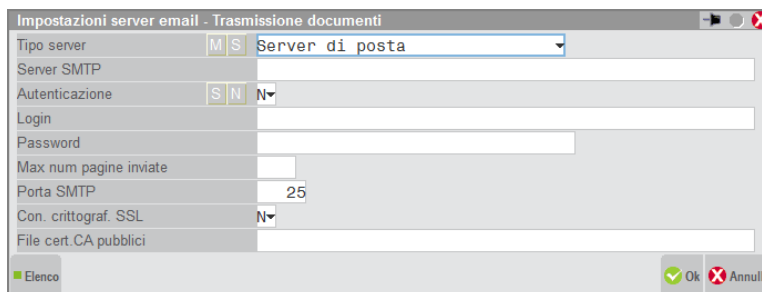 Impostazioni server email - Trasmissione documenti
Tipo server M S Server di posta
Server SMTP
Autenticazione S N N
Login
Password
Max num pagine inviate
Porta SMTP 25
Con. crittograf. SSL N
File cert.CA pubblici
Elenco Ok Annull